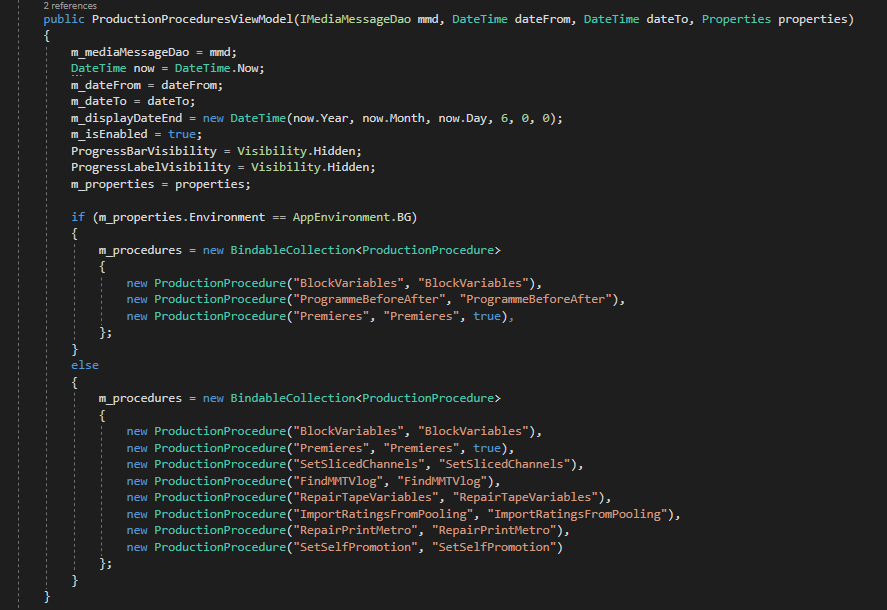 2 references
public ProductionProceduresViewModel(IMediaMessageDao mmd, DateTime dateFrom, DateTime dateTo, Properties properties)
{
m_mediaMessageDao = mmd;
DateTime now = DateTime.Now;
m_dateFrom = dateFrom;
m_dateTo = dateTo;
m_displayDateEnd = new DateTime(now.Year, now.Month, now.Day, 6, 0, 0);
m_isEnabled = true;
ProgressBarVisibility = Visibility.Hidden;
ProgressLabelVisibility = Visibility.Hidden;
m_properties = properties;
if (m_properties.Environment == AppEnvironment.BG)
{
m_procedures = new BindableCollection<ProductionProcedure>
{
new ProductionProcedure("BlockVariables", "BlockVariables"),
new ProductionProcedure("ProgrammeBeforeAfter", "ProgrammeBeforeAfter"),
new ProductionProcedure("Premieres", "Premieres", true),
};
}
else
{
m_procedures = new BindableCollection<ProductionProcedure>
{
new ProductionProcedure("BlockVariables", "BlockVariables"),
new ProductionProcedure("Premieres", "Premieres", true),
new ProductionProcedure("SetSlicedChannels", "SetSlicedChannels"),
new ProductionProcedure("FindMMTVlog", "FindMMTVlog"),
new ProductionProcedure("RepairTapeVariables", "RepairTapeVariables"),
new ProductionProcedure("ImportRatingsFromPooling", "ImportRatingsFromPooling"),
new ProductionProcedure("RepairPrintMetro", "RepairPrintMetro"),
new ProductionProcedure("SetSelfPromotion", "SetSelfPromotion")
};
}
}